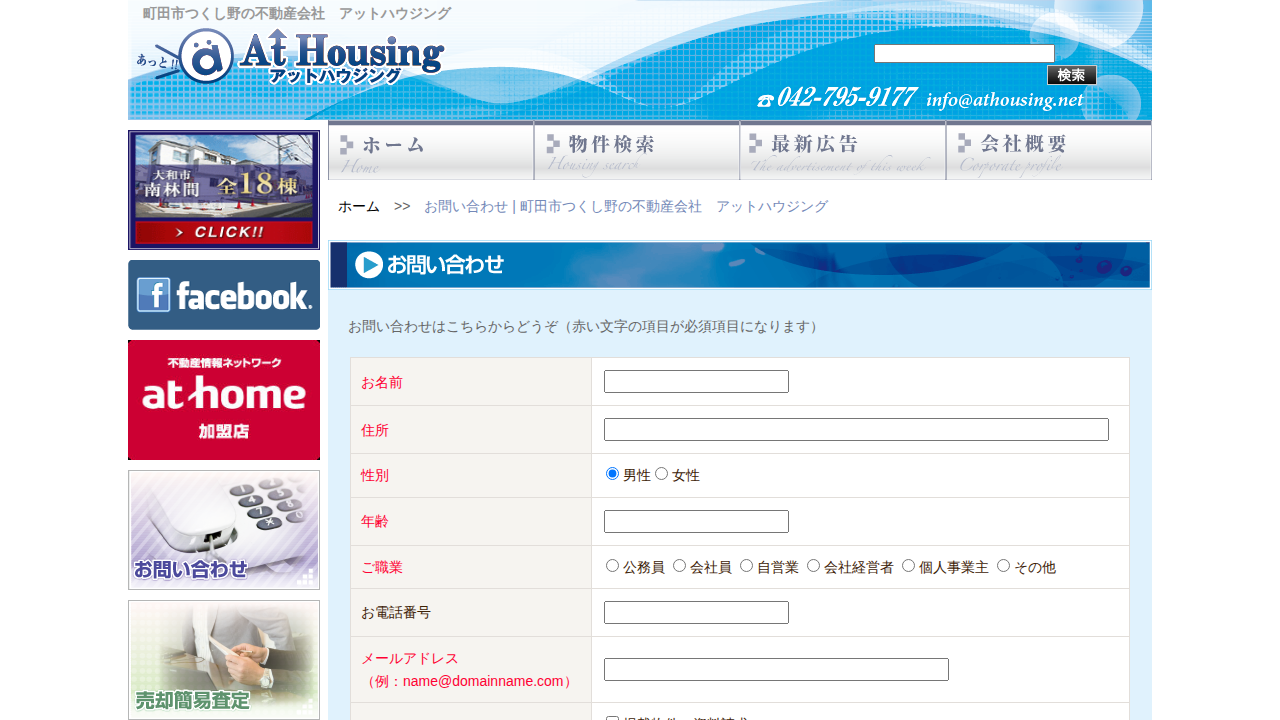 町田市つくし野の不動産会社　アットハウジング
あっと!!
a
At Housing
アットハウジング
検索
042-795-9177 info@athousing.net
大和市
南林間 全18棟
> CLICK!!
facebook.
不動産情報ネットワーク
at home
加盟店
お問い合わせ
売却簡易査定
ホーム
Home
物件検索
Housing search
最新広告
The advertisement of this week
会社概要
Corporate profile
ホーム >> お問い合わせ | 町田市つくし野の不動産会社　アットハウジング
お問い合わせ
お問い合わせはこちらからどうぞ（赤い文字の項目が必須項目になります）
お名前
住所
性別 男性 女性
年齢
ご職業 公務員 会社員 自営業 会社経営者 個人事業主 その他
お電話番号
メールアドレス
（例：name@domainname.com）